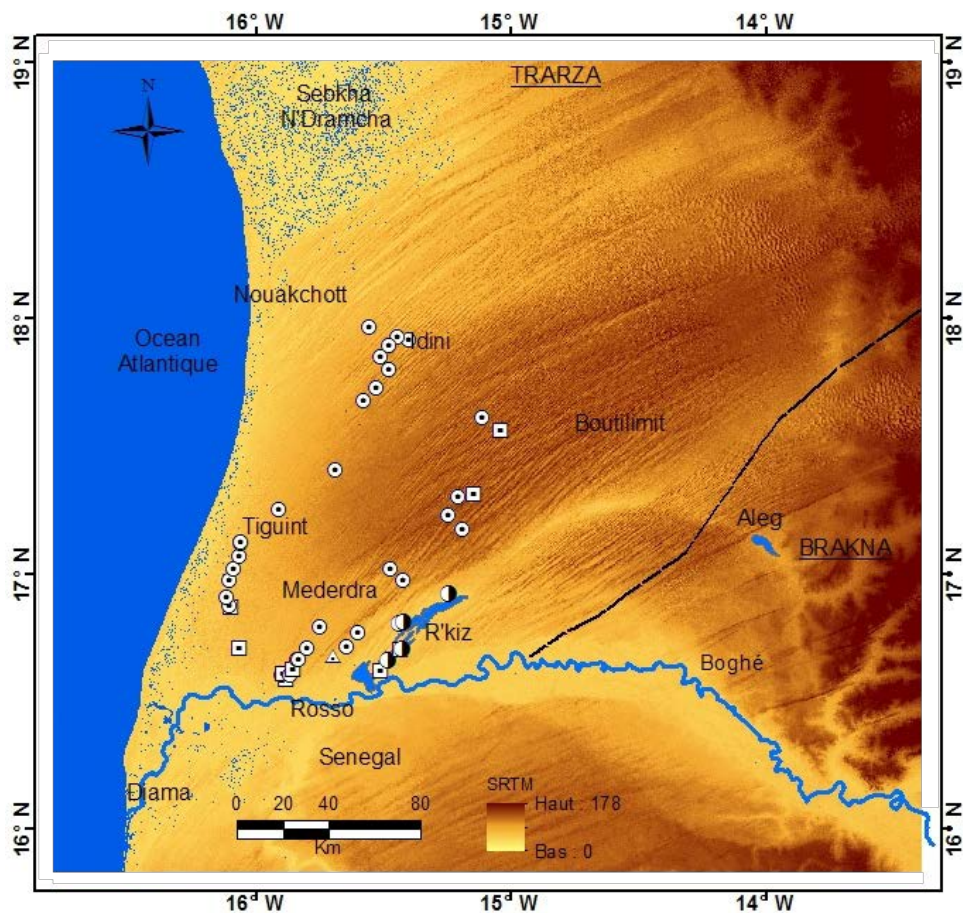 16° W 15° W 14° W
19° N
19° N
TRARZA
Sebkha
N'Dramcha
N
18° N
18° N
Nouakchott
Ocean
Atlantique
Idini
Boutilimit
Tiguint
Aleg
BRAKNA
17° N
17° N
Mederdra
R'kiz
Boghé
Rosso
Senegal
Diama
SRTM
0 20 40 80
Km
Haut : 178
Bas : 0
16° N
16° N
16° W 15° W 14° W